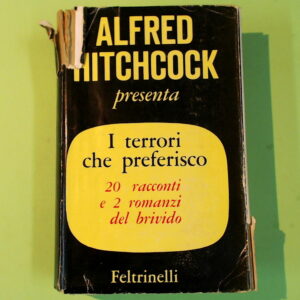 ALFRED
HITCHCOCK
presenta
I terrori
che preferisco
20 racconti
e 2 romanzi
del brivido
Feltrinelli